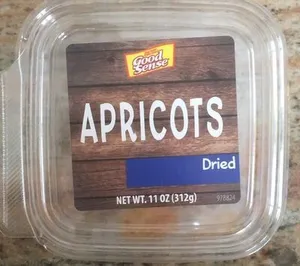 Good
Sense
APRICOTS
Dried
NET WT. 11 OZ (312g)